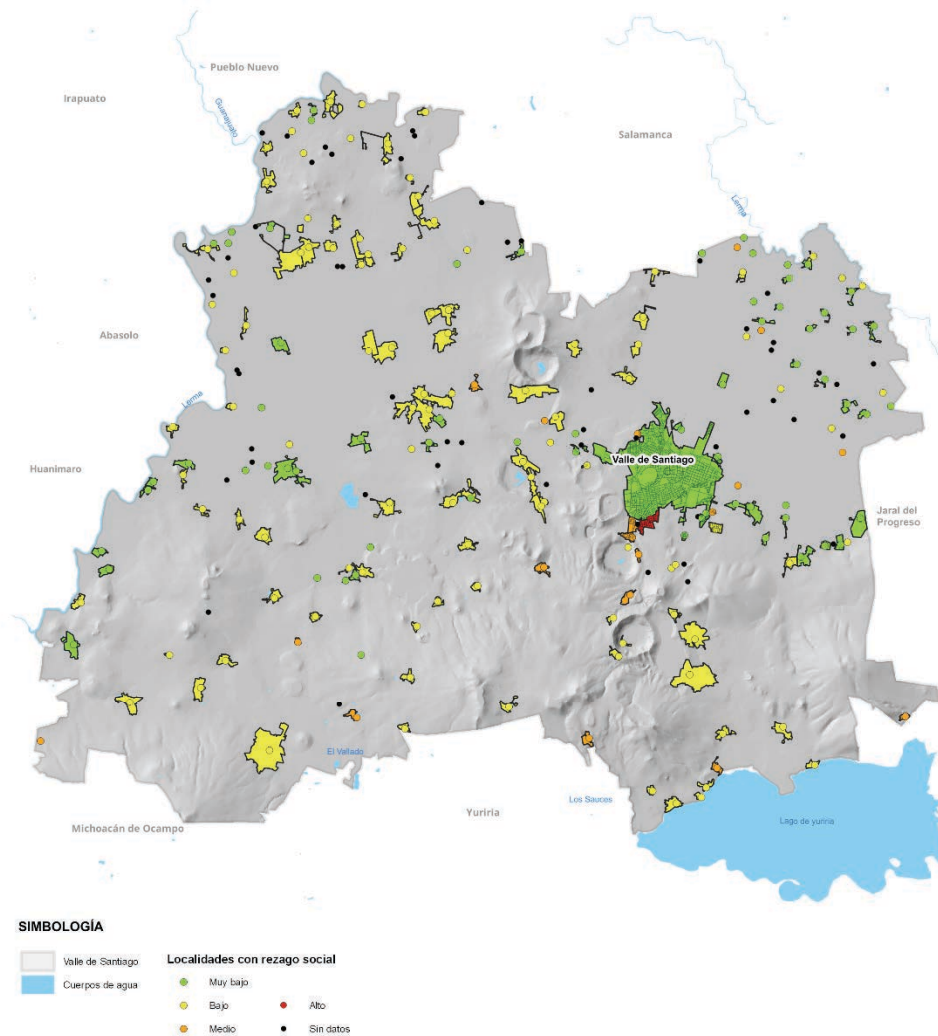 Pueblo Nuevo
Irapuato
Guanajuato
Salamanca
Lerma
Abasolo
Lerma
Huanimaro
Valle de Santiago
Jaral del
Progreso
El Vallado
Los Sauces
Yuriria
Lago de yuriria
Michoacán de Ocampo
SIMBOLOGÍA
Valle de Santiago
Cuerpos de agua
Localidades con rezago social
Muy bajo
Bajo
Alto
Medio
Sin datos